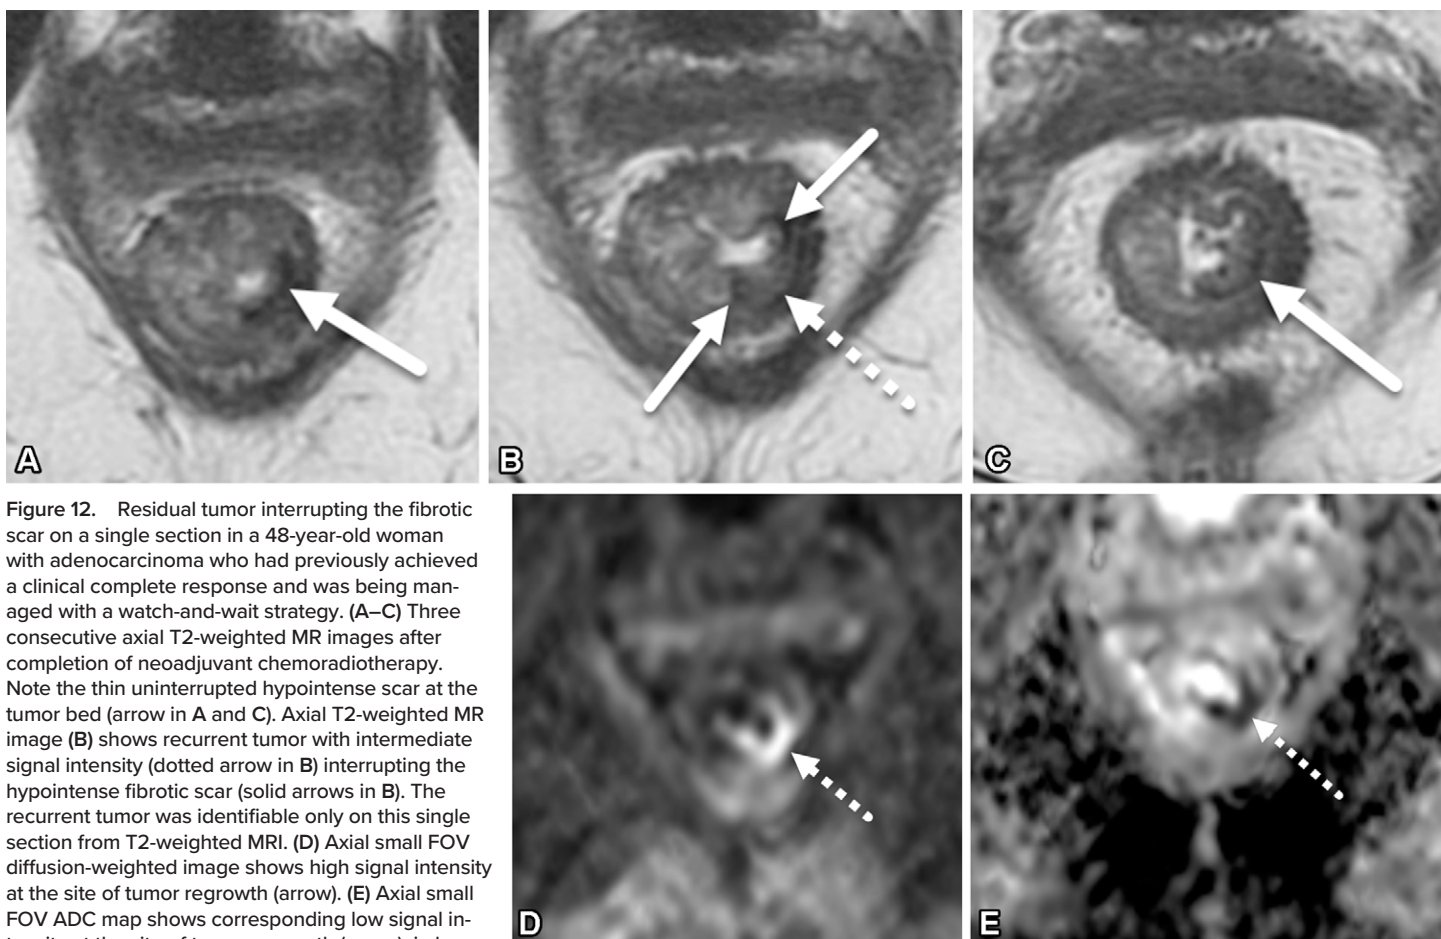 A
B
C
Figure 12. Residual tumor interrupting the fibrotic
scar on a single section in a 48-year-old woman
with adenocarcinoma who had previously achieved
a clinical complete response and was being man-
aged with a watch-and-wait strategy. (A–C) Three
consecutive axial T2-weighted MR images after
completion of neoadjuvant chemoradiotherapy.
Note the thin uninterrupted hypointense scar at the
tumor bed (arrow in A and C). Axial T2-weighted MR
image (B) shows recurrent tumor with intermediate
signal intensity (dotted arrow in B) interrupting the
hypointense fibrotic scar (solid arrows in B). The
recurrent tumor was identifiable only on this single
section from T2-weighted MRI. (D) Axial small FOV
diffusion-weighted image shows high signal intensity
at the site of tumor regrowth (arrow). (E) Axial small
FOV ADC map shows corresponding low signal in-
D
E